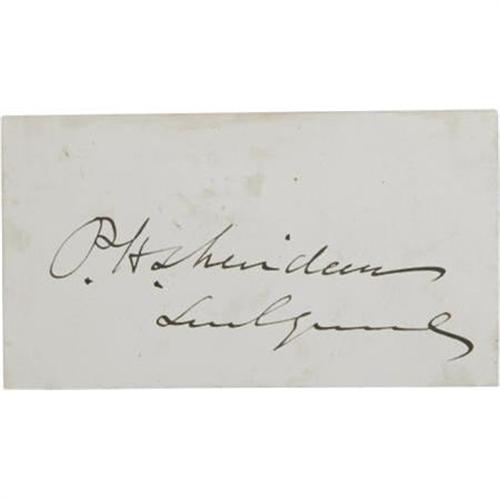 P. H. Sheridan
Lieut General